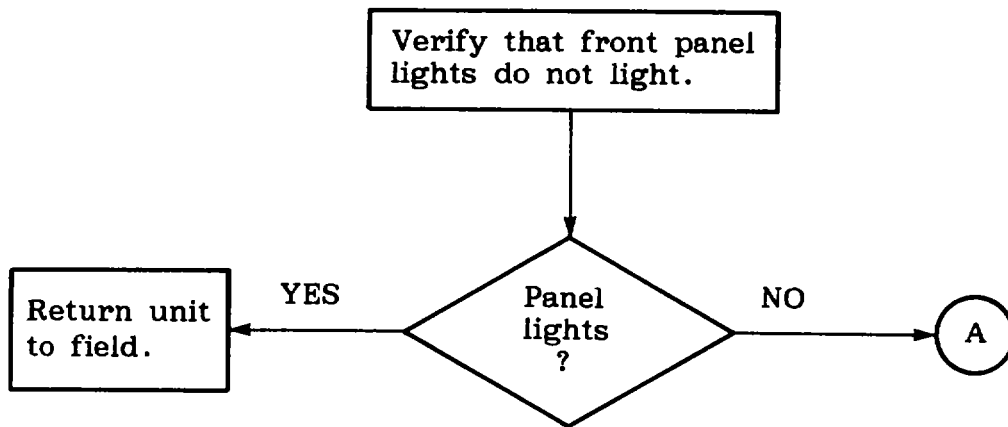 Verify that front panel
lights do not light.
YES
Panel
lights
?
NO
Return unit
to field.
A